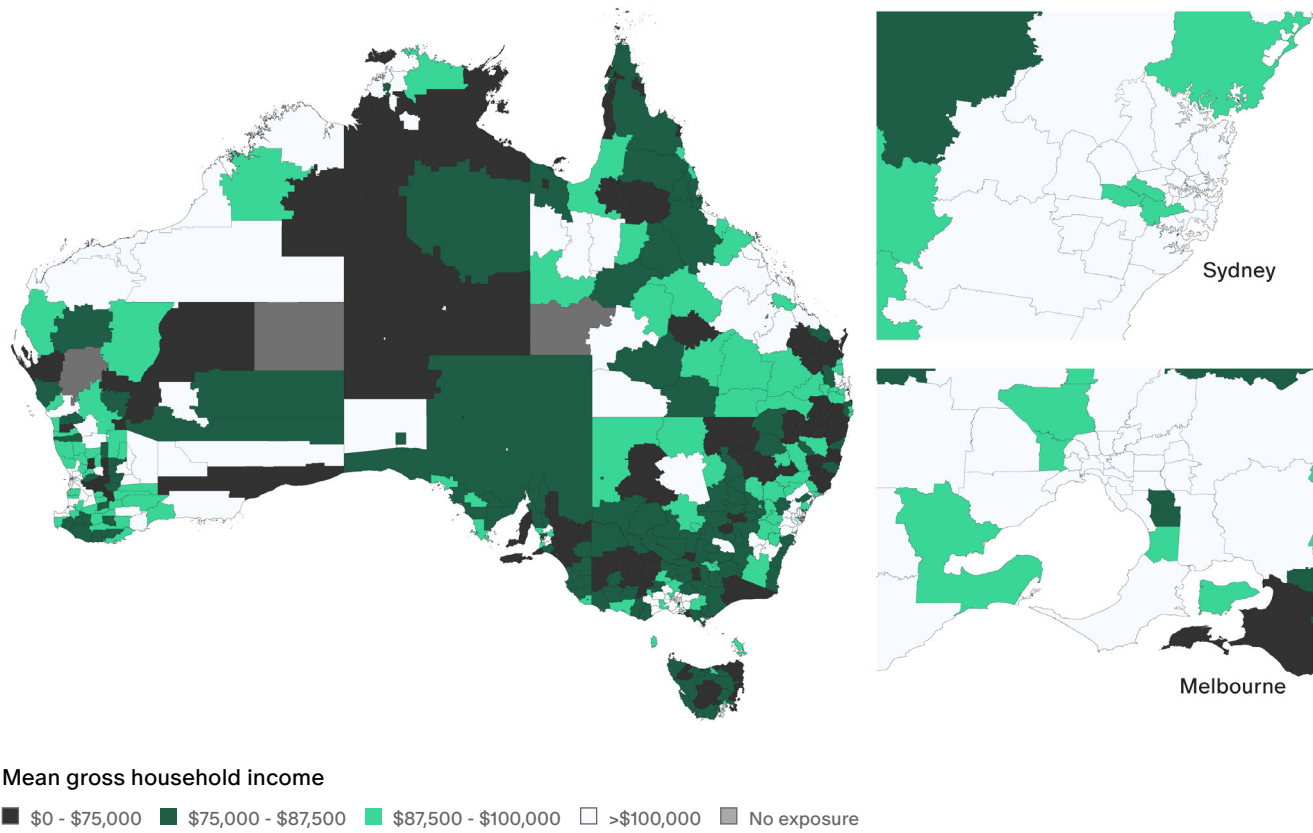 Sydney
Melbourne
Mean gross household income
$0 - $75,000 $75,000 - $87,500 $87,500 - $100,000 >$100,000 No exposure